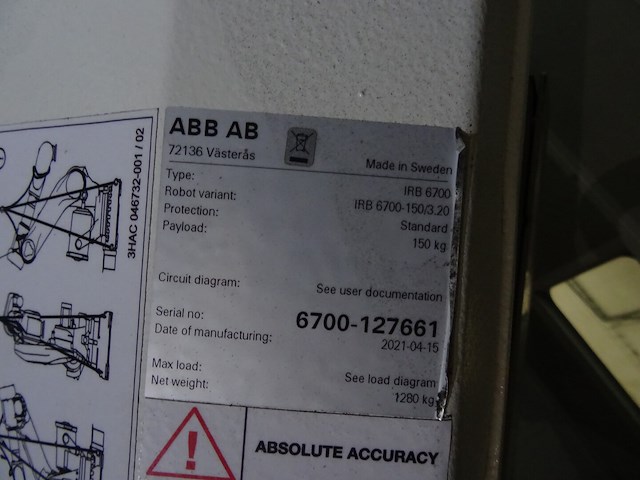 ABB AB
72136 Västerås
Made in Sweden
Type: IRB 6700
Robot variant: IRB 6700-150/3.20
Protection: Standard
Payload: 150 kg
Circuit diagram: See user documentation
Serial no: 6700-127661
Date of manufacturing: 2021-04-15
Max load: See load diagram
Net weight: 1280 kg
ABSOLUTE ACCURACY
3HAC 046732-001 / 02